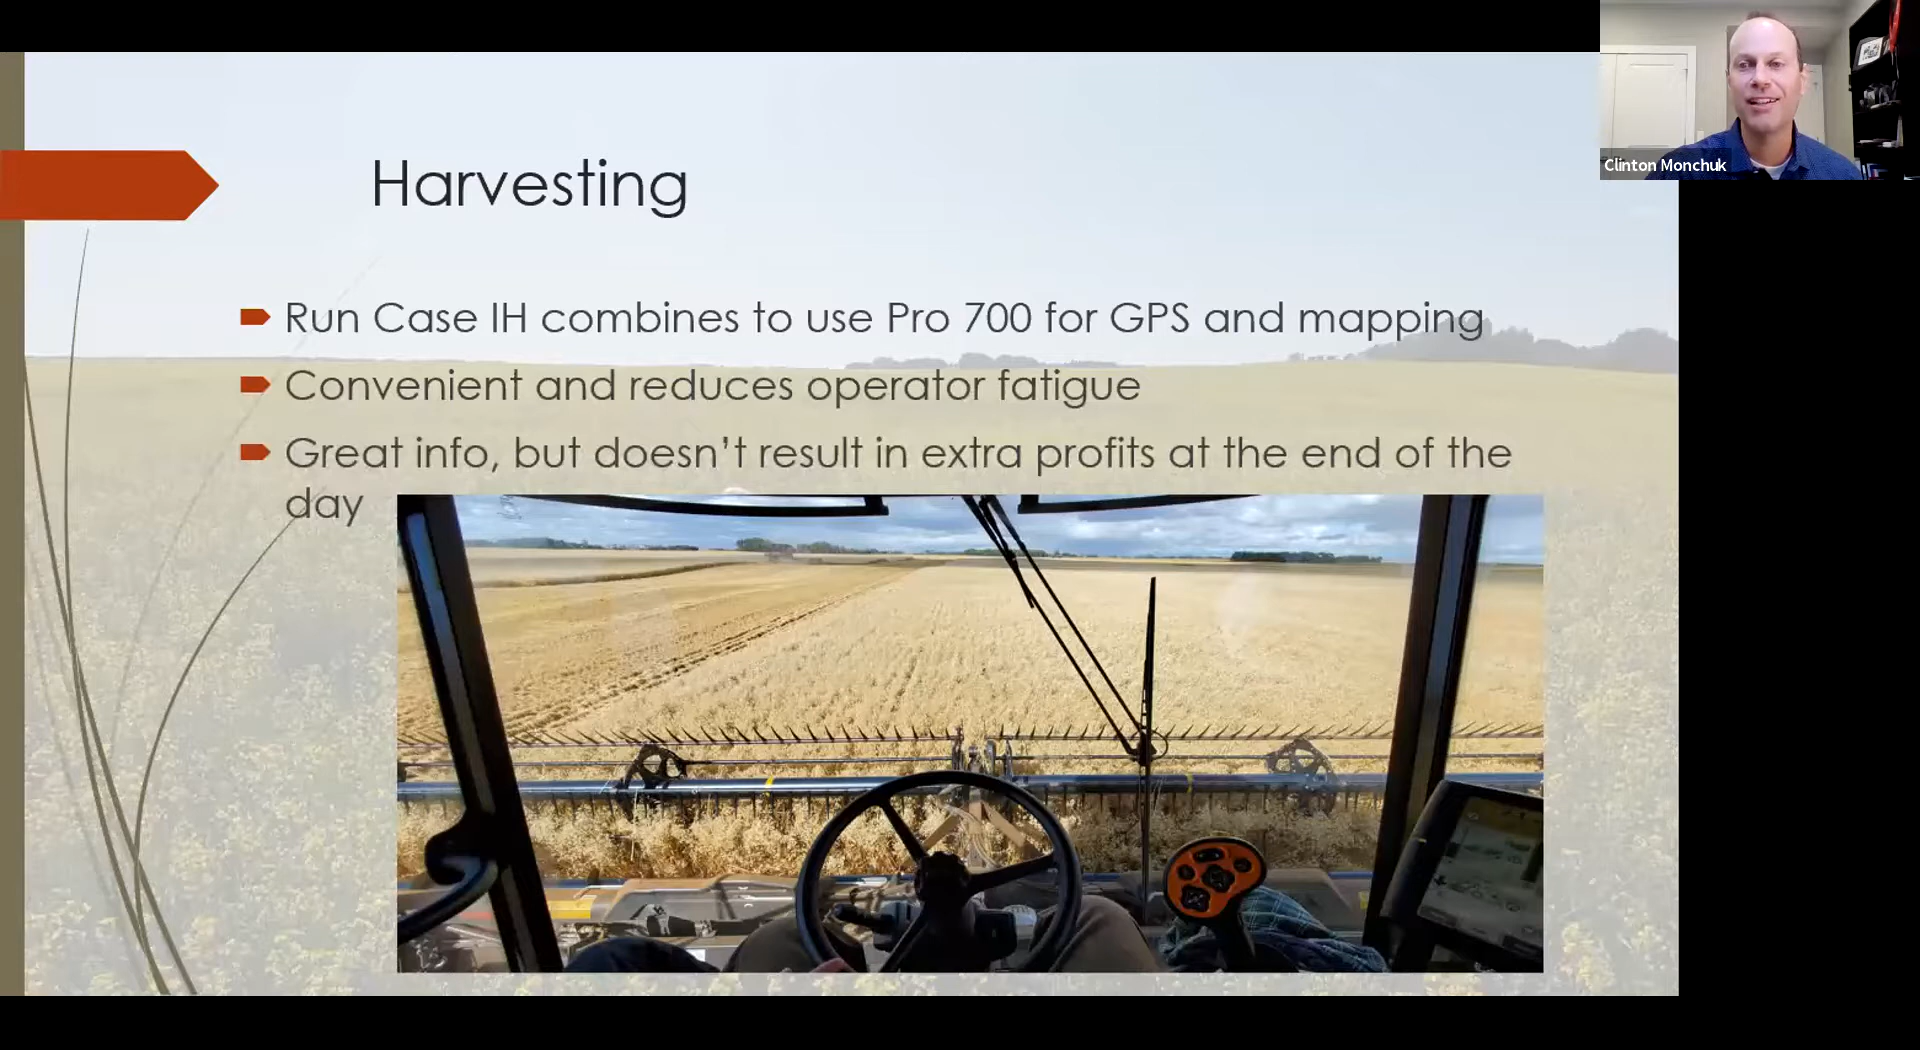 Clinton Monchuk
Harvesting
Run Case IH combines to use Pro 700 for GPS and mapping
Convenient and reduces operator fatigue
Great info, but doesn’t result in extra profits at the end of the
day